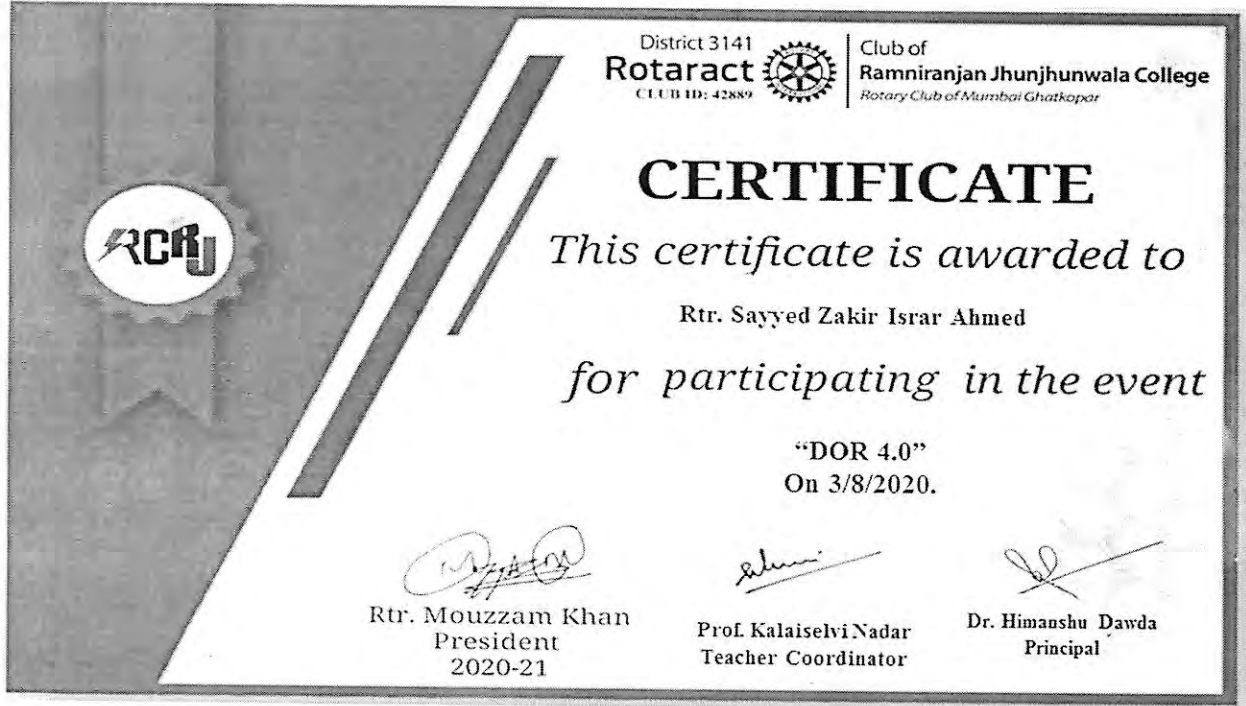 District 3141
Rotaract
CLUB ID: 42889
Club of
Ramniranjan Jhunjhunwala College
Rotary Club of Mumbai Ghatkopar
RCRJ
CERTIFICATE
This certificate is awarded to
Rtr. Sayyed Zakir Israr Ahmed
for participating in the event
“DOR 4.0”
On 3/8/2020.
Rtr. Mouzzam Khan
President
2020-21
Prof. Kalaiselvi Nadar
Teacher Coordinator
Dr. Himanshu Dawda
Principal